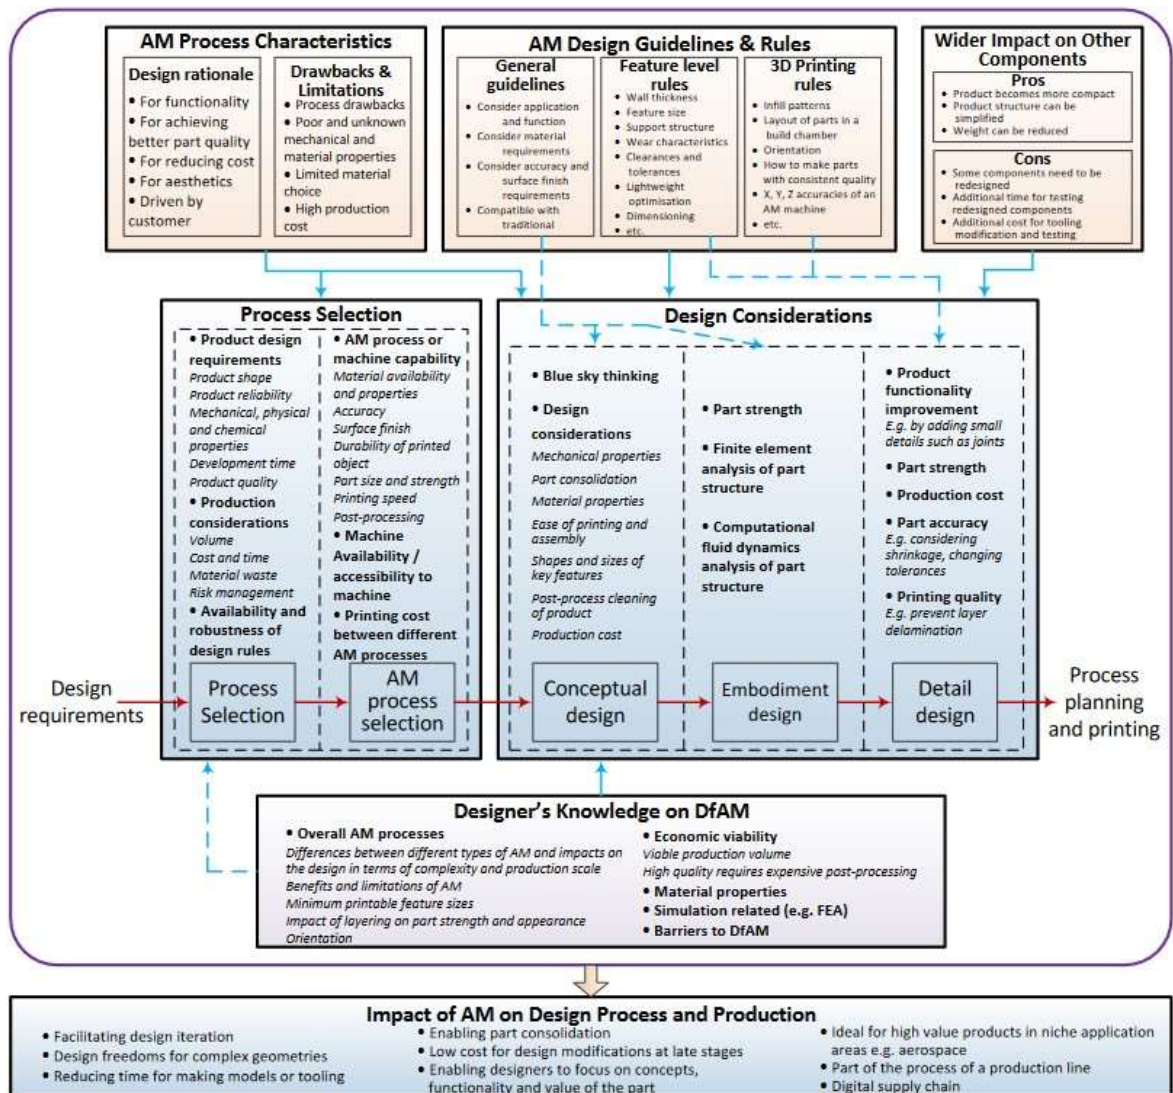 AM Process Characteristics
Design rationale
• For functionality
• For achieving
better part quality
• For reducing cost
• For aesthetics
• Driven by
customer
Drawbacks &
Limitations
• Process drawbacks
• Poor and unknown
mechanical and
material properties
• Limited material
choice
• High production
cost
AM Design Guidelines & Rules
General
guidelines
• Consider application
and function
• Consider material
requirements
• Consider accuracy and
surface finish
requirements
• Compatible with
traditional
Feature level
rules
• Wall thickness
• Feature size
• Support structure
• Wear characteristics
• Clearances and
tolerances
• Lightweight
optimisation
• Dimensioning
• etc.
3D Printing
rules
• Infill patterns
• Layout of parts in a
build chamber
• Orientation
• How to make parts
with consistent quality
• X, Y, Z accuracies of an
AM machine
• etc.
Wider Impact on Other
Components
Pros
• Product becomes more compact
• Product structure can be
simplified
• Weight can be reduced
Cons
• Some components need to be
redesigned
• Additional time for testing
redesigned components
• Additional cost for tooling
modification and testing
Process Selection
• Product design
requirements
Product shape
Product reliability
Mechanical, physical
and chemical
properties
Development time
Product quality
• Production
considerations
Volume
Cost and time
Material waste
Risk management
• Availability and
robustness of
design rules
• AM process or
machine capability
Material availability
and properties
Accuracy
Surface finish
Durability of printed
object
Part size and strength
Printing speed
Post-processing
• Machine
Availability /
accessibility to
machine
• Printing cost
between different
AM processes
Design Considerations
• Blue sky thinking
• Design
considerations
Mechanical properties
Part consolidation
Material properties
Ease of printing and
assembly
Shapes and sizes of
key features
Post-process cleaning
of product
Production cost
• Part strength
• Finite element
analysis of part
structure
• Computational
fluid dynamics
analysis of part
structure
• Product
functionality
improvement
E.g. by adding small
details such as joints
• Part strength
• Production cost
• Part accuracy
E.g. considering
shrinkage, changing
tolerances
• Printing quality
E.g. prevent layer
delamination
Design
requirements
Process
Selection
AM
process
selection
Conceptual
design
Embodiment
design
Detail
design
Process
planning
and printing
Designer's Knowledge on DfAM
• Overall AM processes
Differences between different types of AM and impacts on
the design in terms of complexity and production scale
Benefits and limitations of AM
Minimum printable feature sizes
Impact of layering on part strength and appearance
Orientation
• Economic viability
Viable production volume
High quality requires expensive post-processing
• Material properties
• Simulation related (e.g. FEA)
• Barriers to DfAM
Impact of AM on Design Process and Production
• Facilitating design iteration
• Design freedoms for complex geometries
• Reducing time for making models or tooling
• Enabling part consolidation
• Low cost for design modifications at late stages
• Enabling designers to focus on concepts,
functionality and value of the part
• Ideal for high value products in niche application
areas e.g. aerospace
• Part of the process of a production line
• Digital supply chain